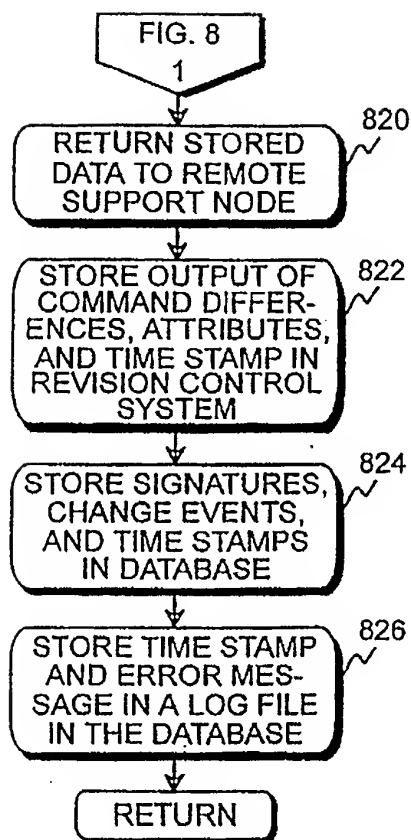 FIG. 8
1
RETURN STORED
DATA TO REMOTE
SUPPORT NODE
820
STORE OUTPUT OF
COMMAND DIFFER-
ENCES, ATTRIBUTES,
AND TIME STAMP IN
REVISION CONTROL
SYSTEM
822
STORE SIGNATURES,
CHANGE EVENTS,
AND TIME STAMPS
IN DATABASE
824
STORE TIME STAMP
AND ERROR MES-
SAGE IN A LOG FILE
IN THE DATABASE
826
RETURN